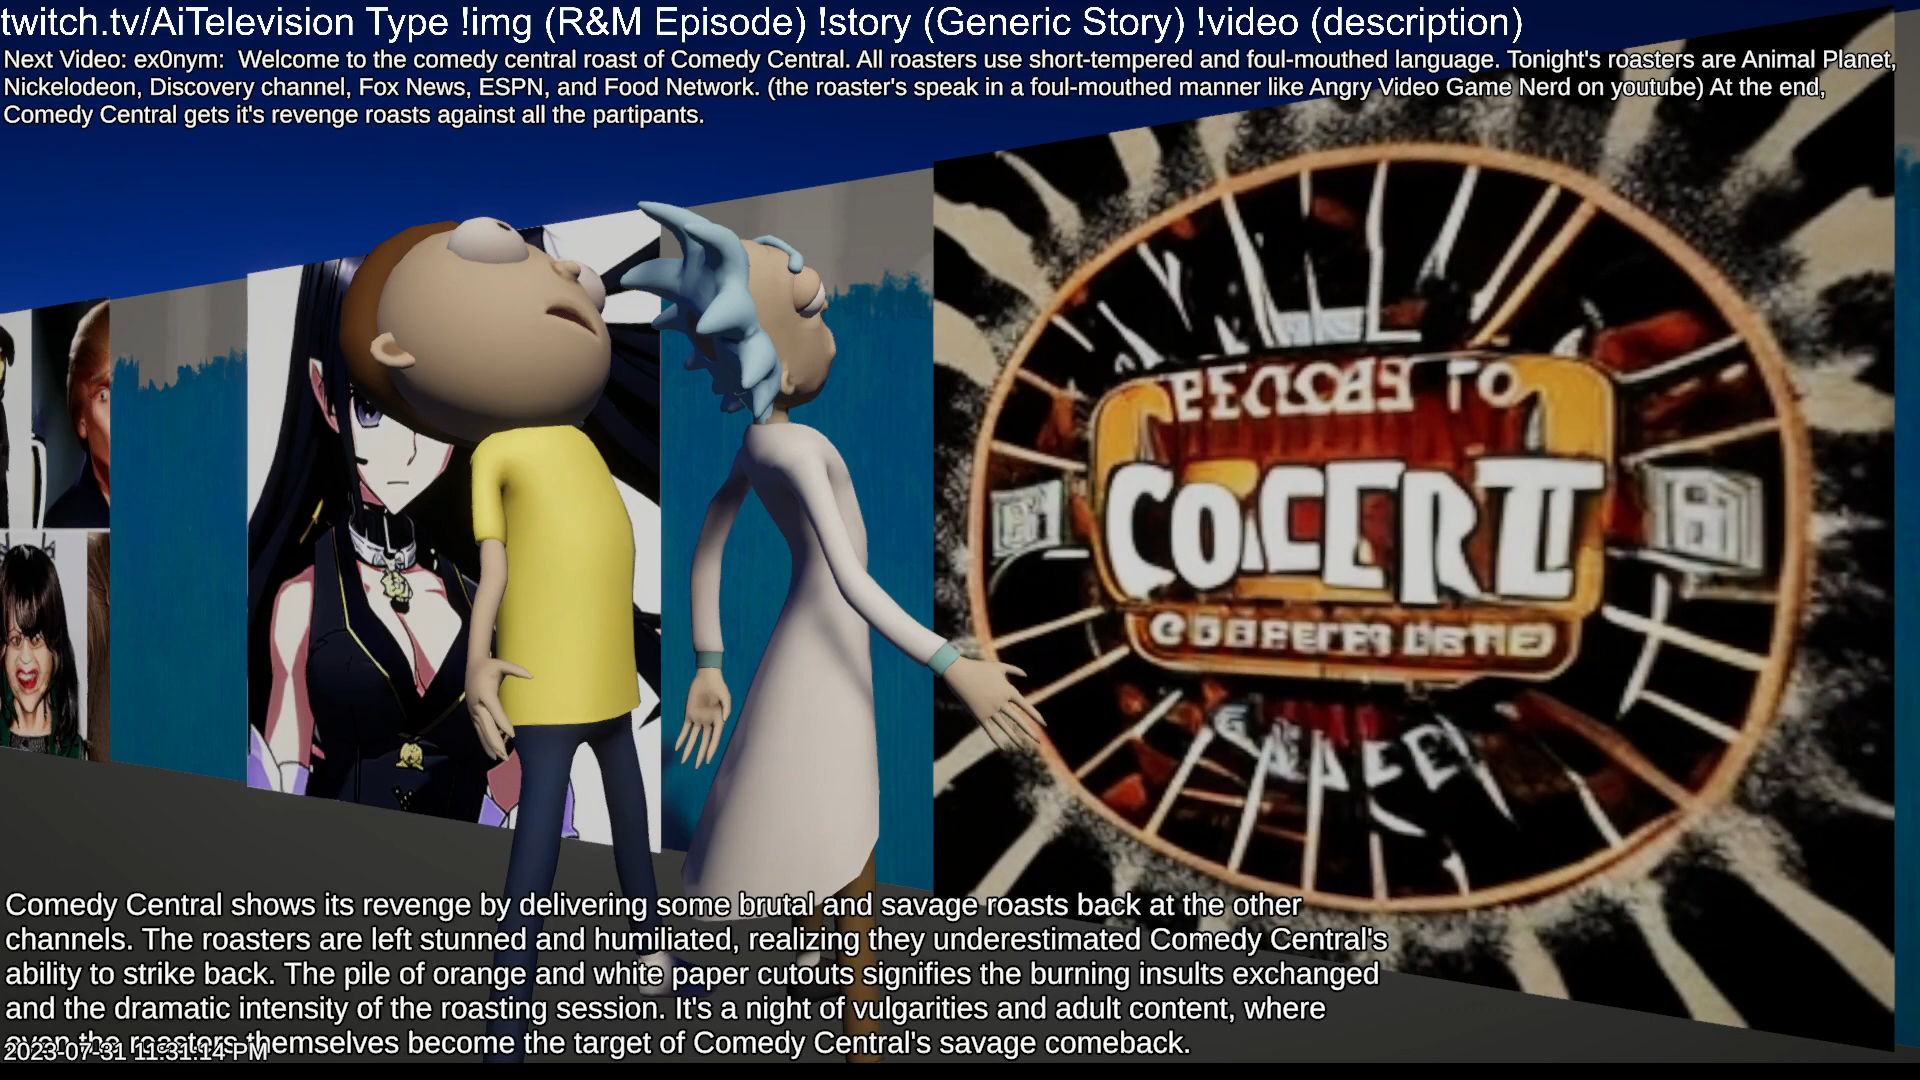 twitch.tv/AiTelevision Type !img (R&M Episode) !story (Generic Story) !video (description)
Next Video: ex0nym:  Welcome to the comedy central roast of Comedy Central. All roasters use short-tempered and foul-mouthed language. Tonight's roasters are Animal Planet,
Nickelodeon, Discovery channel, Fox News, ESPN, and Food Network. (the roaster's speak in a foul-mouthed manner like Angry Video Game Nerd on youtube) At the end,
Comedy Central gets it's revenge roasts against all the partipants.
TO
Comedy Central shows its revenge by delivering some brutal and savage roasts back at the other
channels. The roasters are left stunned and humiliated, realizing they underestimated Comedy Central's
ability to strike back. The pile of orange and white paper cutouts signifies the burning insults exchanged
and the dramatic intensity of the roasting session. It's a night of vulgarities and adult content, where
even the roasters themselves become the target of Comedy Central's savage comeback.
2023-07-31 11:31:14 PM